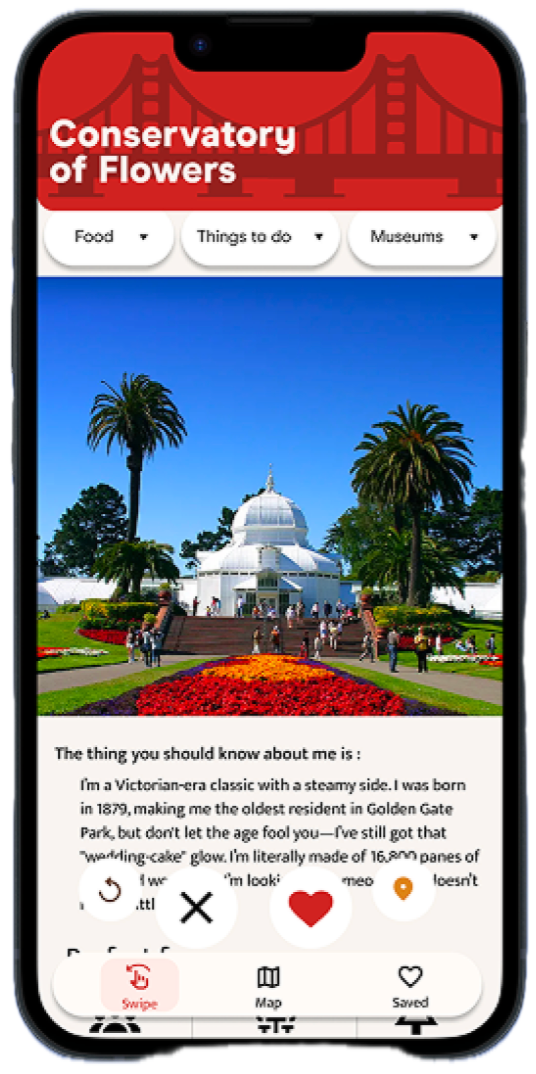 Conservatory
of Flowers
Food
Things to do
Museums
The thing you should know about me is :
I'm a Victorian-era classic with a steamy side. I was born
in 1879, making me the oldest resident in Golden Gate
Park, but don't let the age fool you—I've still got that
"wedding-cake" glow. I'm literally made of 16,800 panes of
I'm
Swipe
Map
Saved